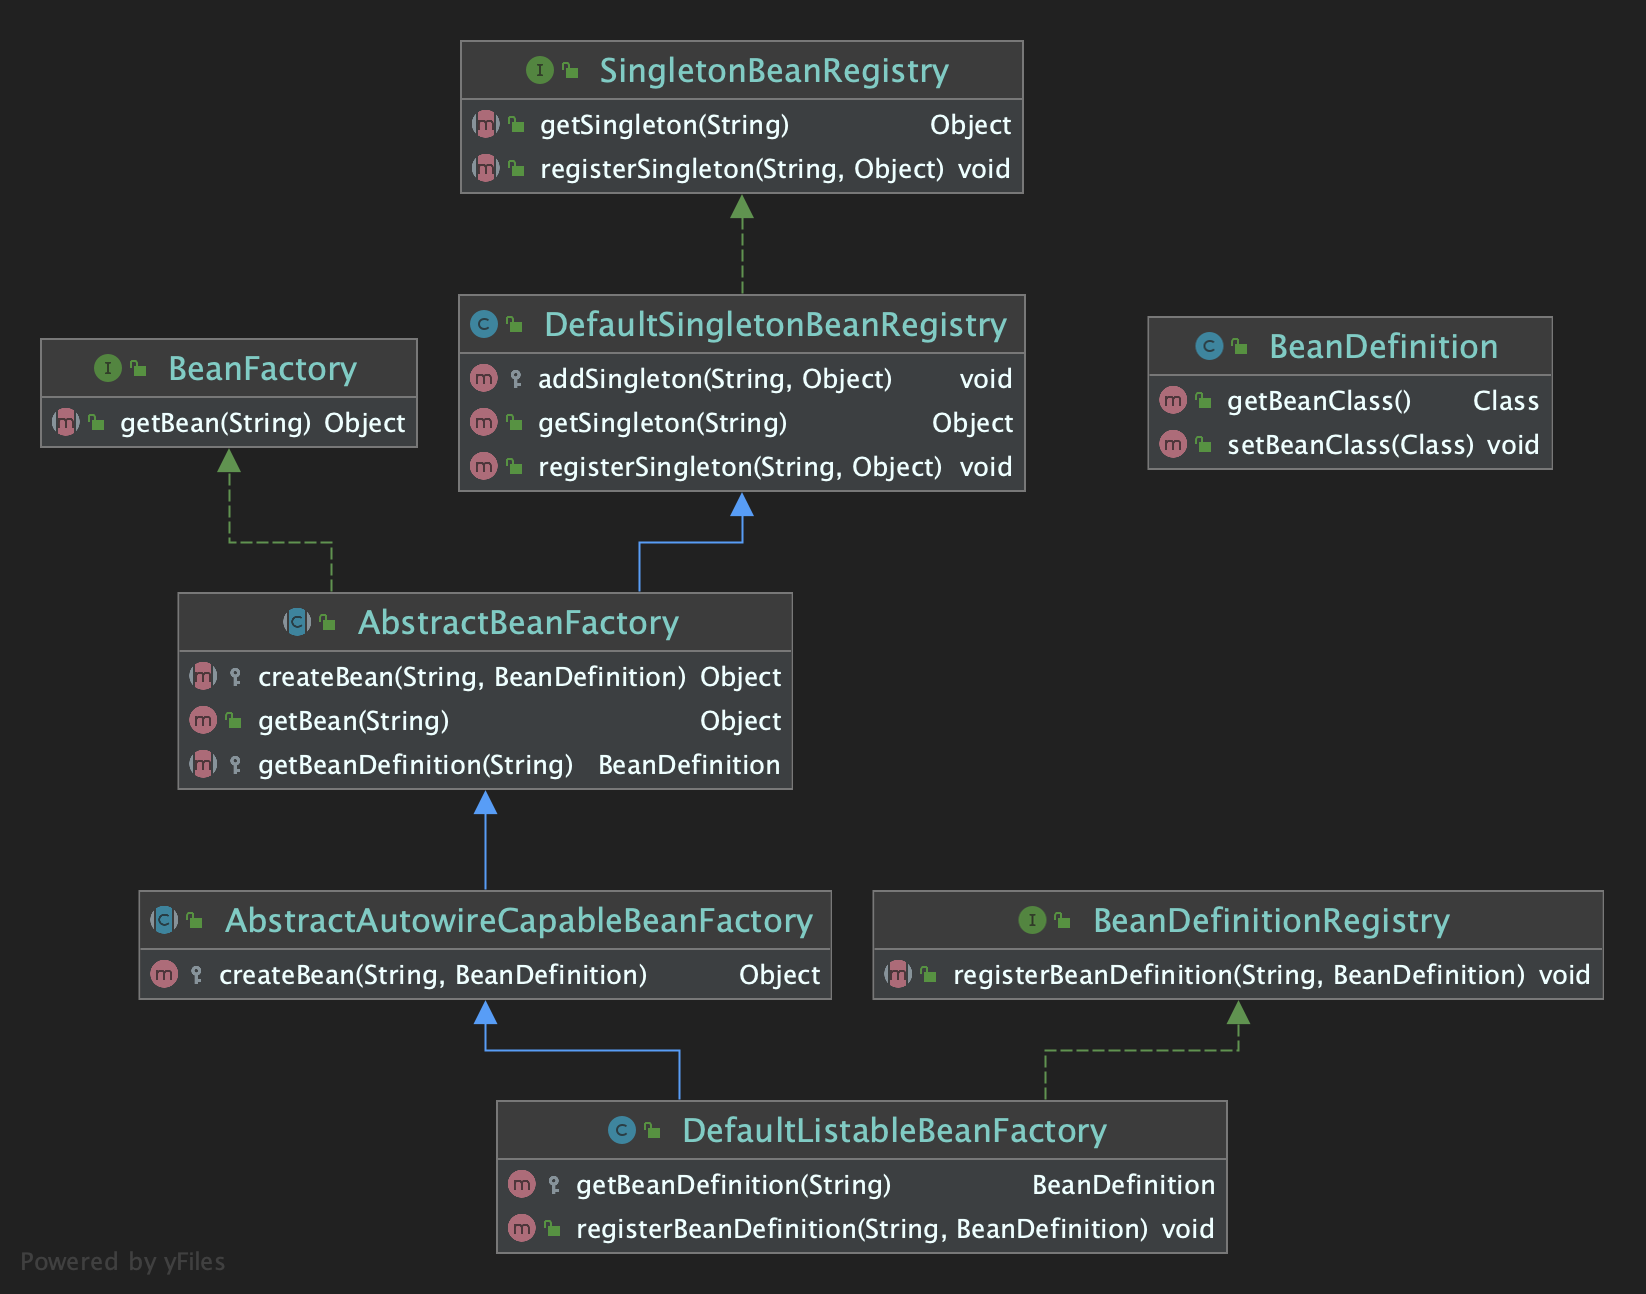 SingletonBeanRegistry
getSingleton(String) Object
registerSingleton(String, Object) void
DefaultSingletonBeanRegistry
addSingleton(String, Object) void
getSingleton(String) Object
registerSingleton(String, Object) void
BeanFactory
getBean(String) Object
BeanDefinition
getBeanClass() Class
setBeanClass(Class) void
AbstractBeanFactory
createBean(String, BeanDefinition) Object
getBean(String) Object
getBeanDefinition(String) BeanDefinition
AbstractAutowireCapableBeanFactory
createBean(String, BeanDefinition) Object
BeanDefinitionRegistry
registerBeanDefinition(String, BeanDefinition) void
DefaultListableBeanFactory
getBeanDefinition(String) BeanDefinition
registerBeanDefinition(String, BeanDefinition) void
Powered by yFiles